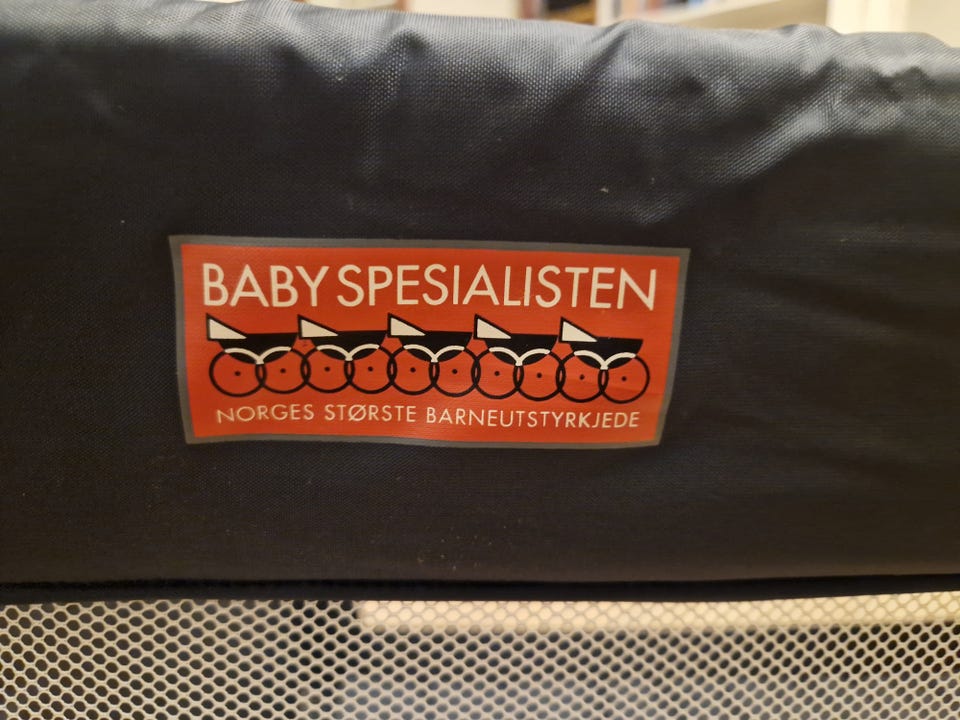 BABY SPESIALISTEN
NORGES STØRSTE BARNEUTSTYRKJEDE